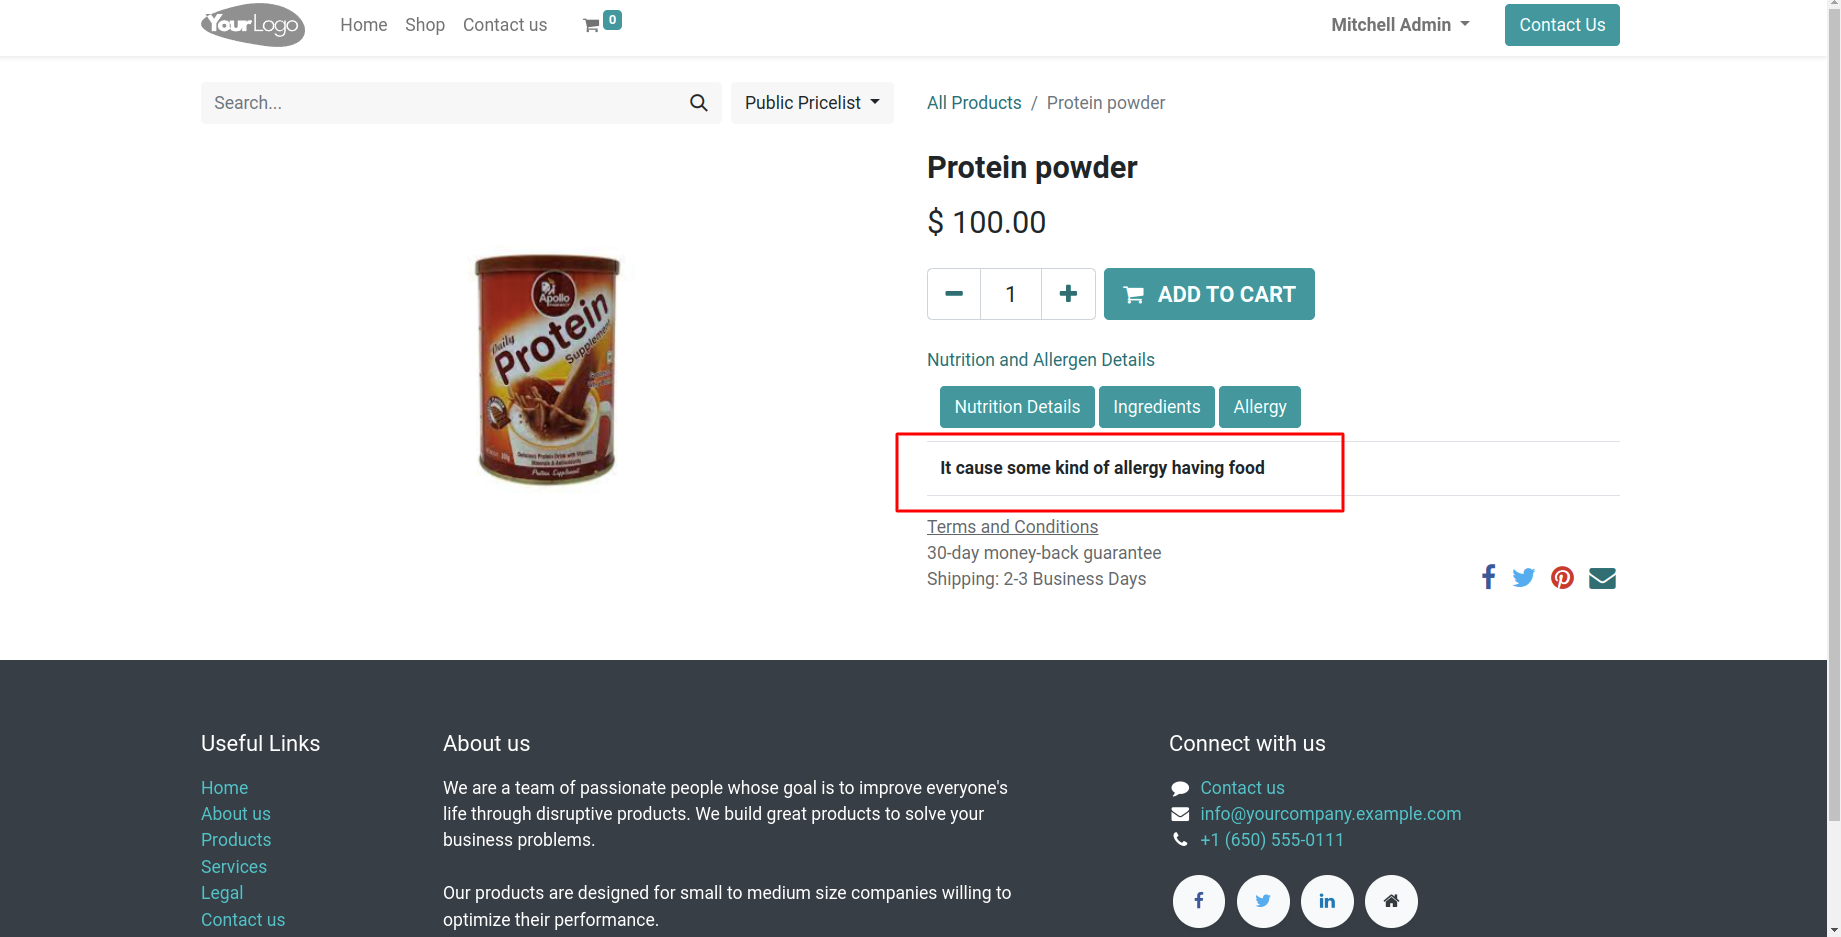 YourLogo
Home Shop Contact us 0
Mitchell Admin
Contact Us
Search...
Public Pricelist
All Products / Protein powder
Protein powder
$ 100.00
1
ADD TO CART
Apollo
Daily
Protein
Supplement
Nutrition and Allergen Details
Nutrition Details Ingredients Allergy
It cause some kind of allergy having food
Terms and Conditions
30-day money-back guarantee
Shipping: 2-3 Business Days
Useful Links
Home
About us
Products
Services
Legal
Contact us
About us
We are a team of passionate people whose goal is to improve everyone's
life through disruptive products. We build great products to solve your
business problems.
Our products are designed for small to medium size companies willing to
optimize their performance.
Connect with us
Contact us
info@yourcompany.example.com
+1 (650) 555-0111